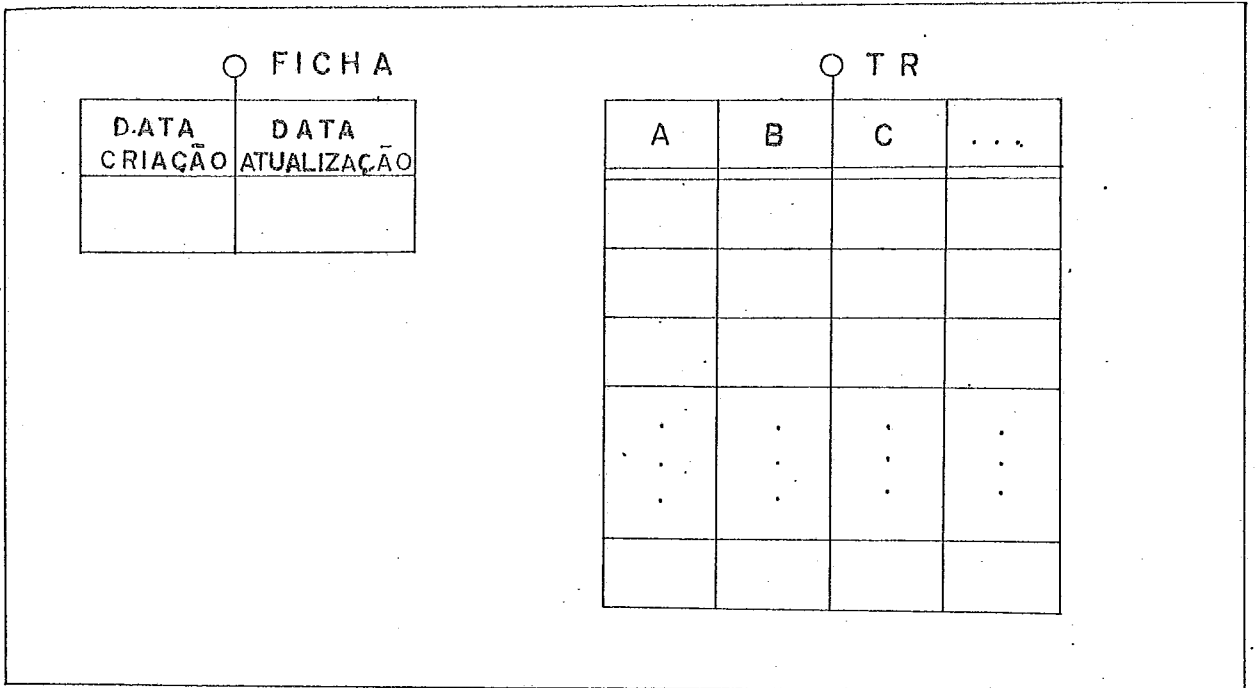 FICHA
DATA DATA
CRIAÇÃO ATUALIZAÇÃO
TR
A B C ...